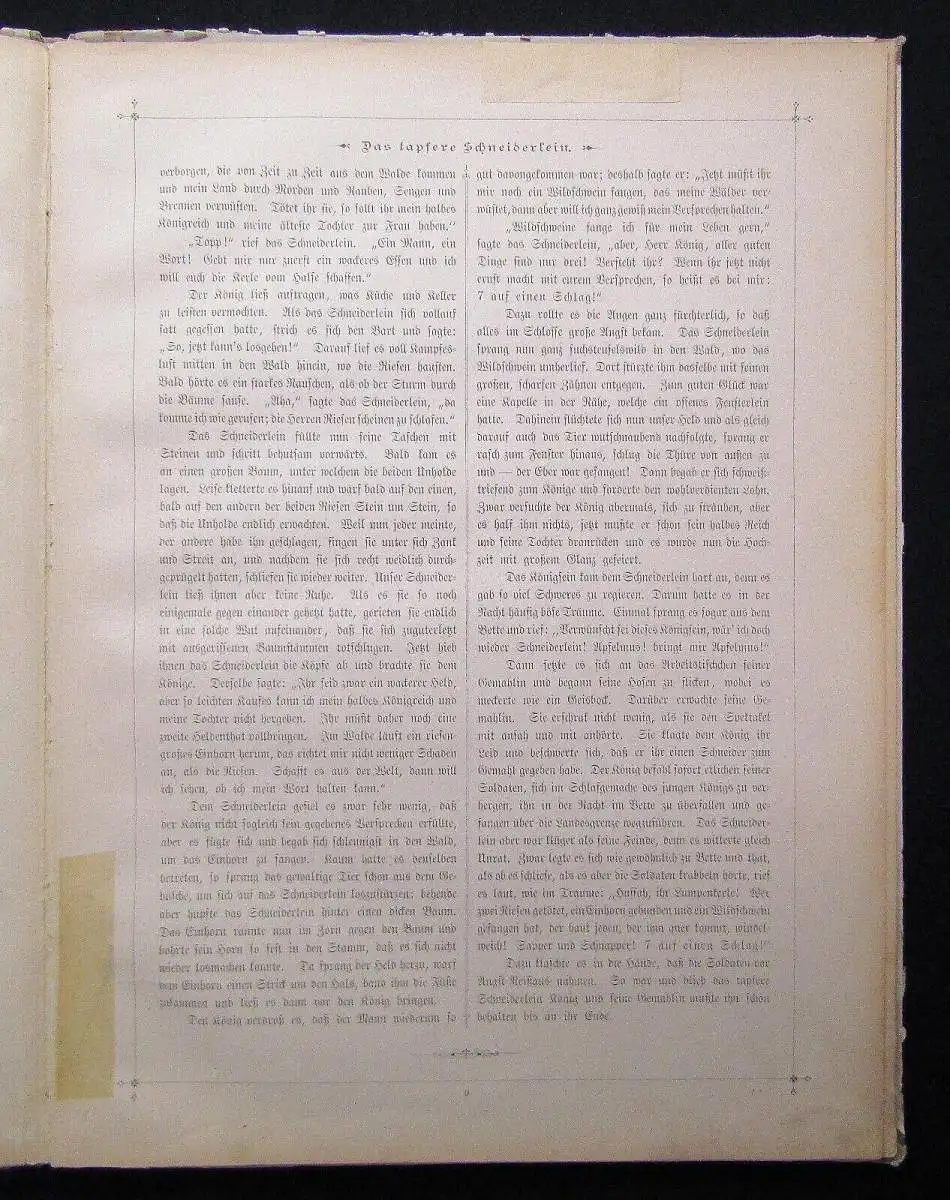 Das tapfere Schneiderlein.
verborgen, die von Zeit zu Zeit aus dem Walde kommen
und mein Land durch Morden und Rauben, Sengen und
Brennen verwüsten. Tötet ihr sie, so sollt ihr mein halbes
Königreich und meine älteste Tochter zur Frau haben."
„Topp!" rief das Schneiderlein. „Ein Mann, ein
Wort! Gebt mir nur zuerst ein wackeres Essen und ich
will euch die Kerle vom Halse schaffen."
Der König ließ auftragen, was Küche und Keller
zu leisten vermochten. Als das Schneiderlein sich vollauf
satt gegessen hatte, strich es sich den Bart und sagte:
„So, jetzt kann's losgehen!" Darauf lief es voll Kampfes-
lust mitten in den Wald hinein, wo die Riesen hausten.
Bald hörte es ein starkes Rauschen, als ob der Sturm durch
die Bäume sause. „Aha," sagte das Schneiderlein, „da
komme ich wie gerufen; die Herren Riesen scheinen zu schlafen."
Das Schneiderlein füllte nun seine Taschen mit
Steinen und schritt behutsam vorwärts. Bald kam es
an einen großen Baum, unter welchem die beiden Unholde
lagen. Leise kletterte es hinauf und warf bald auf den einen,
bald auf den andern der beiden Riesen Stein um Stein, so
daß die Unholde endlich erwachten. Weil nun jeder meinte,
der andere habe ihn geschlagen, fingen sie unter sich Zank
und Streit an, und nachdem sie sich recht weidlich durch-
geprügelt hatten, schliefen sie wieder weiter. Unser Schneider-
lein ließ ihnen aber keine Ruhe. Als es sie so noch
einigemale gegen einander gehetzt hatte, gerieten sie endlich
in eine solche Wut aufeinander, daß sie sich zuguterletzt
mit ausgerissenen Baumstämmen totschlugen. Jetzt hieb
ihnen das Schneiderlein die Köpfe ab und brachte sie dem
Könige. Derselbe sagte: „Ihr seid zwar ein wackerer Held,
aber so leichten Kaufes kann ich mein halbes Königreich und
meine Tochter nicht hergeben. Ihr müßt daher noch eine
zweite Heldenthat vollbringen. Im Walde läuft ein riesen-
großes Einhorn herum, das richtet mir nicht weniger Schaden
an, als die Riesen. Schafft es aus der Welt, dann will
ich sehen, ob ich mein Wort halten kann."
Dem Schneiderlein gefiel es zwar sehr wenig, daß
der König nicht sogleich sein gegebenes Versprechen erfüllte,
aber es fügte sich und begab sich schleunigst in den Wald,
um das Einhorn zu fangen. Kaum hatte es denselben
betreten, so sprang das gewaltige Tier schon aus dem Ge-
büsche, um sich auf das Schneiderlein loszustürzen; behende
aber hüpfte das Schneiderlein hinter einen dicken Baum.
Das Einhorn rannte nun im Zorn gegen den Baum und
bohrte sein Horn so fest in den Stamm, daß es sich nicht
wieder losmachen konnte. Da sprang der Held herzu, warf
dem Einhorn einen Strick um den Hals, band ihm die Füße
zusammen und ließ es dann vor den König bringen.
Den König verdroß es, daß der Mann wiederum so
gut davongekommen war; deshalb sagte er: „Jetzt müßt ihr
mir noch ein Wildschwein fangen, das meine Wälder ver-
wüstet, dann aber will ich ganz gewiß mein Versprechen halten."
„Wildschweine fange ich für mein Leben gern,"
sagte das Schneiderlein, „aber, Herr König, aller guten
Dinge sind nur drei! Versteht ihr? Wenn ihr jetzt nicht
ernst macht mit eurem Versprechen, so heißt es bei mir:
7 auf einen Schlag!"
Dazu rollte es die Augen ganz fürchterlich, so daß
alles im Schlosse große Angst bekam. Das Schneiderlein
sprang nun ganz fuchsteufelswild in den Wald, wo das
Wildschwein umherlief. Dort stürzte ihm dasselbe mit seinen
großen, scharfen Zähnen entgegen. Zum guten Glück war
eine Kapelle in der Nähe, welche ein offenes Fensterlein
hatte. Dahinein flüchtete sich nun unser Held und als gleich
darauf auch das Tier wutschnaubend nachfolgte, sprang er
rasch zum Fenster hinaus, schlug die Thüre von außen zu
und — der Eber war gefangen! Dann begab er sich schweiß-
triefend zum Könige und forderte den wohlverdienten Lohn.
Zwar versuchte der König abermals, sich zu sträuben, aber
es half ihm nichts, jetzt mußte er schon sein halbes Reich
und seine Tochter dranrücken und es wurde nun die Hoch-
zeit mit großem Glanz gefeiert.
Das Königsein kam dem Schneiderlein hart an, denn es
gab so viel Schweres zu regieren. Darum hatte es in der
Nacht häufig böse Träume. Einmal sprang es sogar aus dem
Bette und rief: „Verwünscht sei dieses Königsein, wär' ich doch
wieder Schneiderlein! Apfelmus! bringt mir Apfelmus!"
Dann setzte es sich an das Arbeitstischchen seiner
Gemahlin und begann seine Hosen zu flicken, wobei es
meckerte wie ein Geisbock. Darüber erwachte seine Ge-
mahlin. Sie erschrak nicht wenig, als sie den Spektakel
mit ansah und mit anhörte. Sie klagte dem König ihr
Leid und beschwerte sich, daß er ihr einen Schneider zum
Gemahl gegeben habe. Der König befahl sofort etlichen seiner
Soldaten, sich im Schlafgemache des jungen Königs zu ver-
bergen, ihn in der Nacht im Bette zu überfallen und ge-
fangen über die Landesgrenze wegzuführen. Das Schneider-
lein aber war klüger als seine Feinde, denn es witterte gleich
Unrat. Zwar legte es sich wie gewöhnlich zu Bette und that,
als ob es schliefe, als es aber die Soldaten krabbeln hörte, rief
es laut, wie im Traume: „Hussah, ihr Lumpenkerle! Wer
zwei Riesen getötet, ein Einhorn gebunden und ein Wildschwein
gefangen hat, der haut jeden, der ihm quer kommt, windel-
weich! Sapper und Schnapper! 7 auf einen Schlag!"
Dazu klatschte es in die Hände, daß die Soldaten vor
Angst Reißaus nahmen. So war und blieb das tapfere
Schneiderlein König und seine Gemahlin mußte ihn schon
behalten bis an ihr Ende.